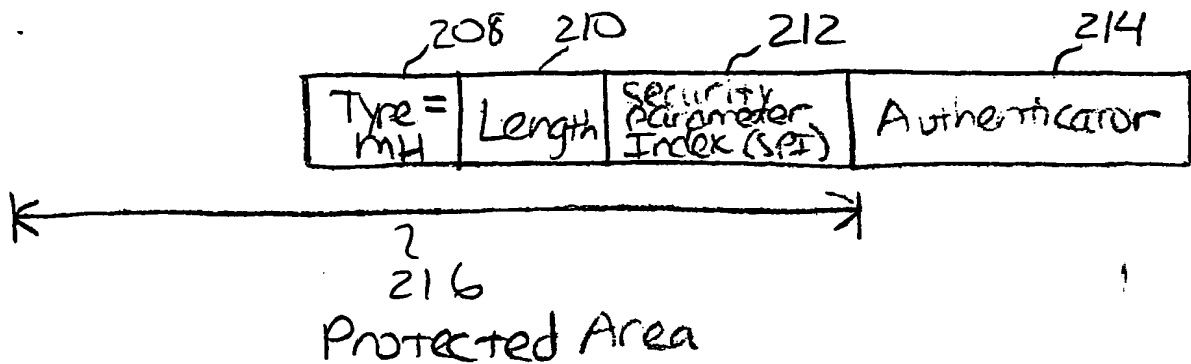 208 210 212 214
Type =
mH
Length
Security
Parameter
Index (SPI)
Authenticator
216
Protected Area